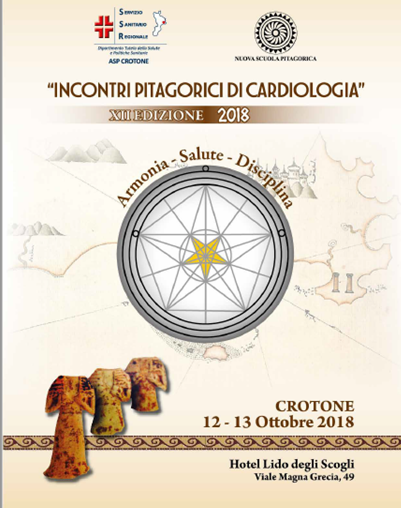 SERVIZIO
SANITARIO
REGIONALE
Dipartimento Tutela della Salute
e Politiche Sanitarie
ASP CROTONE
NUOVA SCUOLA PITAGORICA
“INCONTRI PITAGORICI DI CARDIOLOGIA”
XII EDIZIONE 2018
Armonia - Salute - Disciplina
CROTONE
12 - 13 Ottobre 2018
Hotel Lido degli Scogli
Viale Magna Grecia, 49